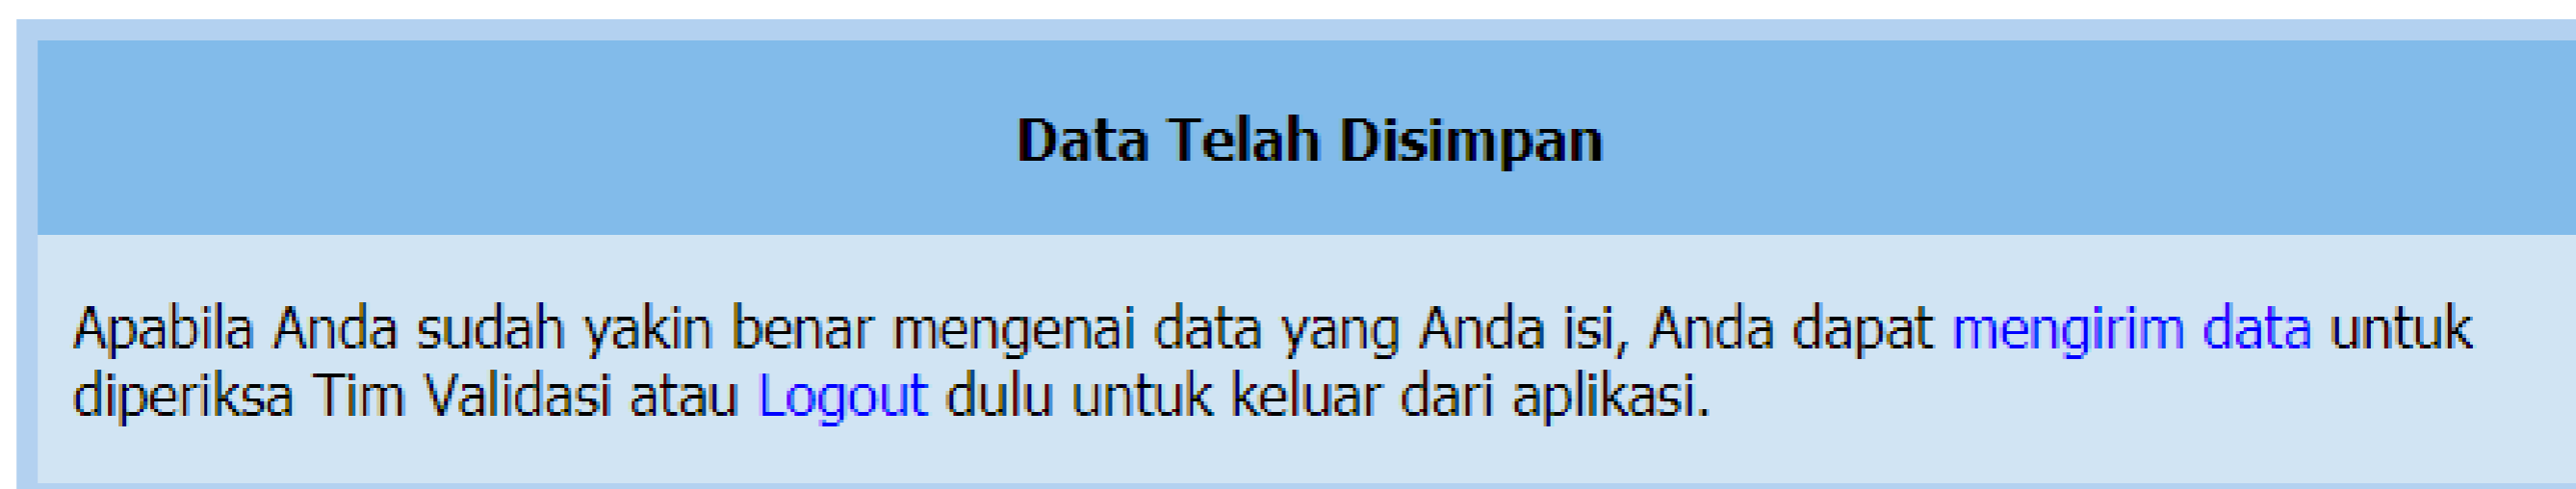 Data Telah Disimpan
Apabila Anda sudah yakin benar mengenai data yang Anda isi, Anda dapat mengirim data untuk
diperiksa Tim Validasi atau Logout dulu untuk keluar dari aplikasi.